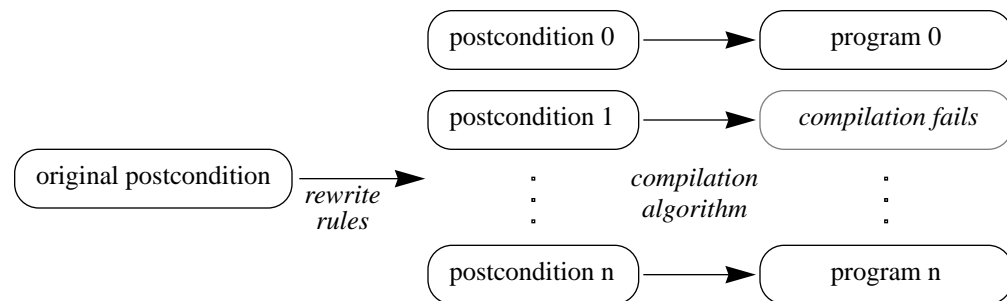 postcondition 0
program 0
postcondition 1
compilation fails
original postcondition
rewrite
rules
compilation
algorithm
postcondition n
program n